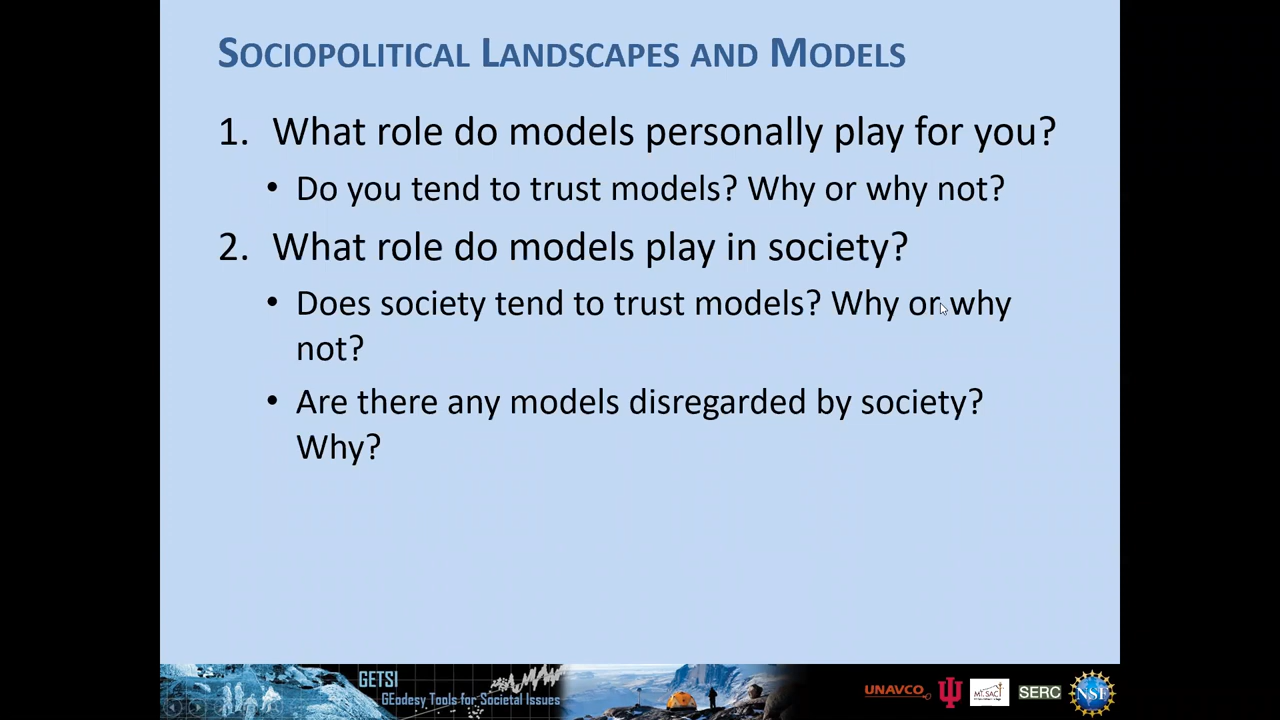 SOCIOPOLITICAL LANDSCAPES AND MODELS
1. What role do models personally play for you?
• Do you tend to trust models? Why or why not?
2. What role do models play in society?
• Does society tend to trust models? Why or why
not?
• Are there any models disregarded by society?
Why?
GETSI
GEodesy Tools for Societal Issues
UNAVCO
MT. SAC
SERC
NSF